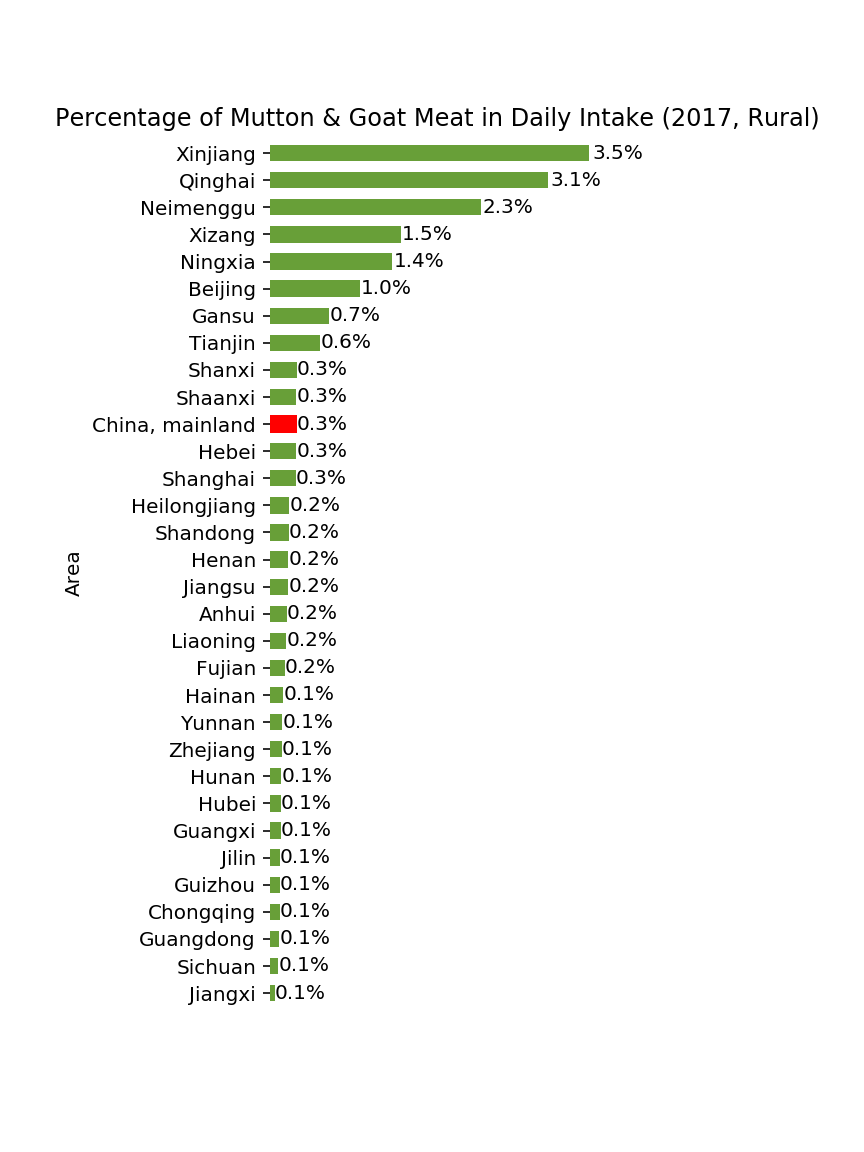 Percentage of Mutton & Goat Meat in Daily Intake (2017, Rural)
Xinjiang 3.5%
Qinghai 3.1%
Neimenggu 2.3%
Xizang 1.5%
Ningxia 1.4%
Beijing 1.0%
Gansu 0.7%
Tianjin 0.6%
Shanxi 0.3%
Shaanxi 0.3%
China, mainland 0.3%
Hebei 0.3%
Shanghai 0.3%
Heilongjiang 0.2%
Shandong 0.2%
Henan 0.2%
Jiangsu 0.2%
Anhui 0.2%
Liaoning 0.2%
Fujian 0.2%
Hainan 0.1%
Yunnan 0.1%
Zhejiang 0.1%
Hunan 0.1%
Hubei 0.1%
Guangxi 0.1%
Jilin 0.1%
Guizhou 0.1%
Chongqing 0.1%
Guangdong 0.1%
Sichuan 0.1%
Jiangxi 0.1%
Area